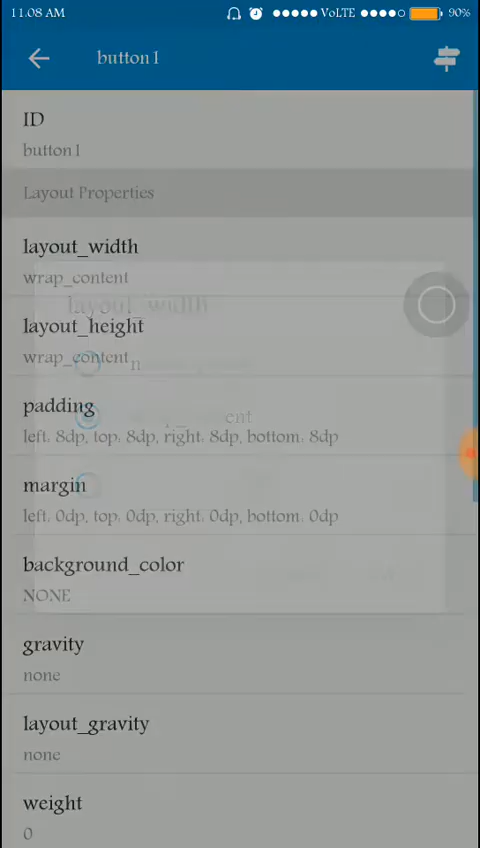 11.08 AM VoLTE 90%
button1
ID
button1
Layout Properties
layout_width
wrap_content
layout_width
layout_height
wrap_content
padding
left: 8dp, top: 8dp, right: 8dp, bottom: 8dp
margin
left: 0dp, top: 0dp, right: 0dp, bottom: 0dp
background_color
NONE
gravity
none
layout_gravity
none
weight
0